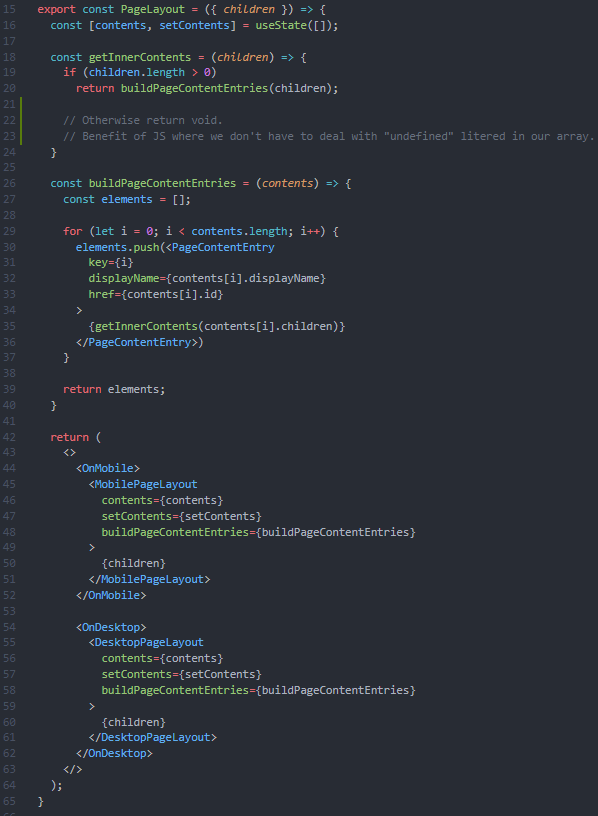 15 export const PageLayout = ({ children }) => {
16   const [contents, setContents] = useState([]);
17
18   const getInnerContents = (children) => {
19     if (children.length > 0)
20       return buildPageContentEntries(children);
21
22     // Otherwise return void.
23     // Benefit of JS where we don't have to deal with "undefined" litered in our array.
24   }
25
26   const buildPageContentEntries = (contents) => {
27     const elements = [];
28
29     for (let i = 0; i < contents.length; i++) {
30       elements.push(<PageContentEntry
31         key={i}
32         displayName={contents[i].displayName}
33         href={contents[i].id}
34       >
35         {getInnerContents(contents[i].children)}
36       </PageContentEntry>)
37     }
38
39     return elements;
40   }
41
42   return (
43     <>
44       <OnMobile>
45         <MobilePageLayout
46           contents={contents}
47           setContents={setContents}
48           buildPageContentEntries={buildPageContentEntries}
49         >
50           {children}
51         </MobilePageLayout>
52       </OnMobile>
53
54       <OnDesktop>
55         <DesktopPageLayout
56           contents={contents}
57           setContents={setContents}
58           buildPageContentEntries={buildPageContentEntries}
59         >
60           {children}
61         </DesktopPageLayout>
62       </OnDesktop>
63     </>
64   );
65 }